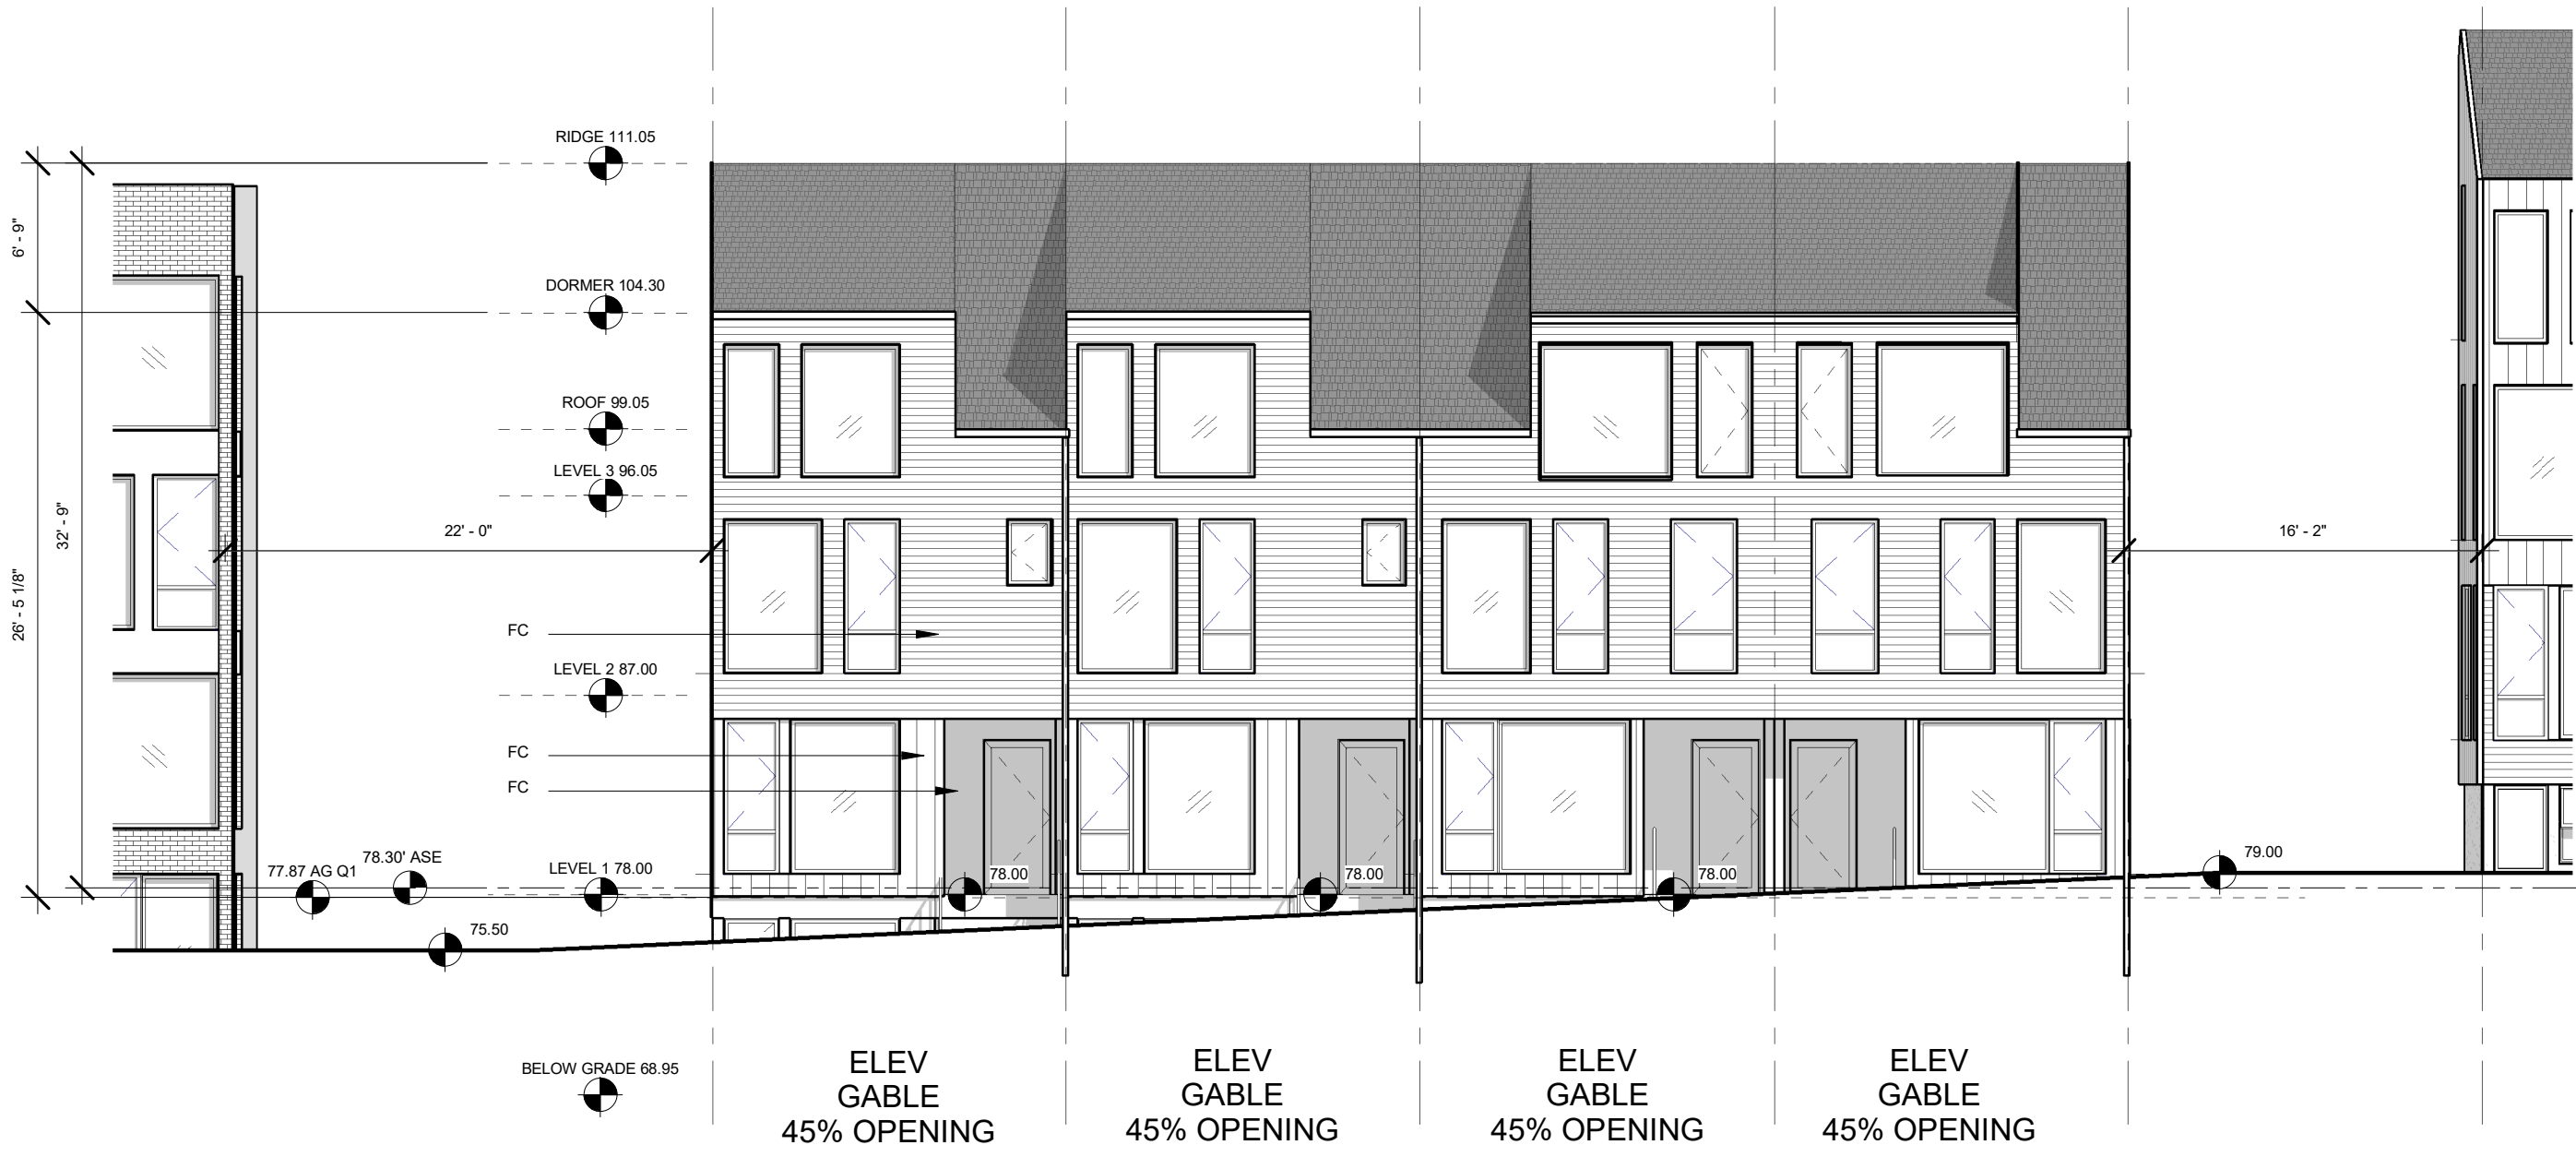 RIDGE 111.05
6' - 9"
DORMER 104.30
ROOF 99.05
LEVEL 3 96.05
32' - 9"
22' - 0"
16' - 2"
26' - 5 1/8"
FC
LEVEL 2 87.00
FC
FC
77.87 AG Q1
78.30' ASE
LEVEL 1 78.00
78.00
78.00
78.00
79.00
75.50
BELOW GRADE 68.95
ELEV
GABLE
45% OPENING
ELEV
GABLE
45% OPENING
ELEV
GABLE
45% OPENING
ELEV
GABLE
45% OPENING